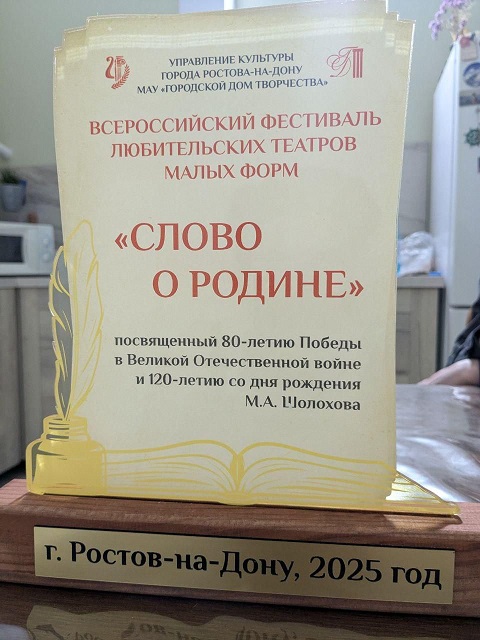 УПРАВЛЕНИЕ КУЛЬТУРЫ
ГОРОДА РОСТОВА-НА-ДОНУ
МАУ «ГОРОДСКОЙ ДОМ ТВОРЧЕСТВА»
ВСЕРОССИЙСКИЙ ФЕСТИВАЛЬ
ЛЮБИТЕЛЬСКИХ ТЕАТРОВ
МАЛЫХ ФОРМ
«СЛОВО
О РОДИНЕ»
посвященный 80-летию Победы
в Великой Отечественной войне
и 120-летию со дня рождения
М.А. Шолохова
г. Ростов-на-Дону, 2025 год